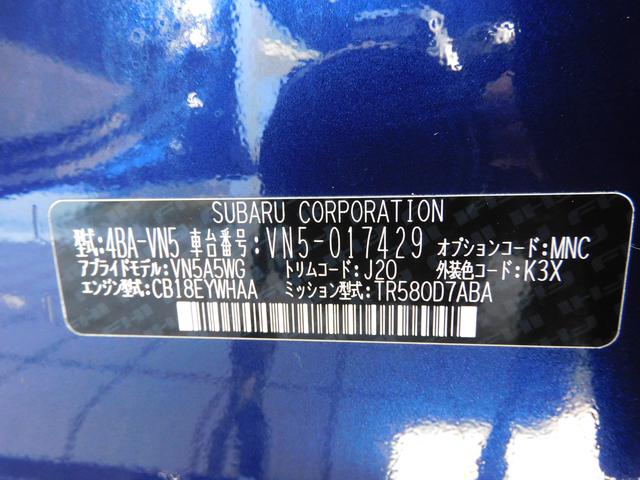 SUBARU CORPORATION
型式:4BA-VN5 車台番号:VN5-017429 オプションコード:MNC
アプライドモデル:VN5A5WG トリムコード:J20 外装色コード:K3X
エンジン型式:CB18EYWHAA ミッション型式:TR580D7ABA